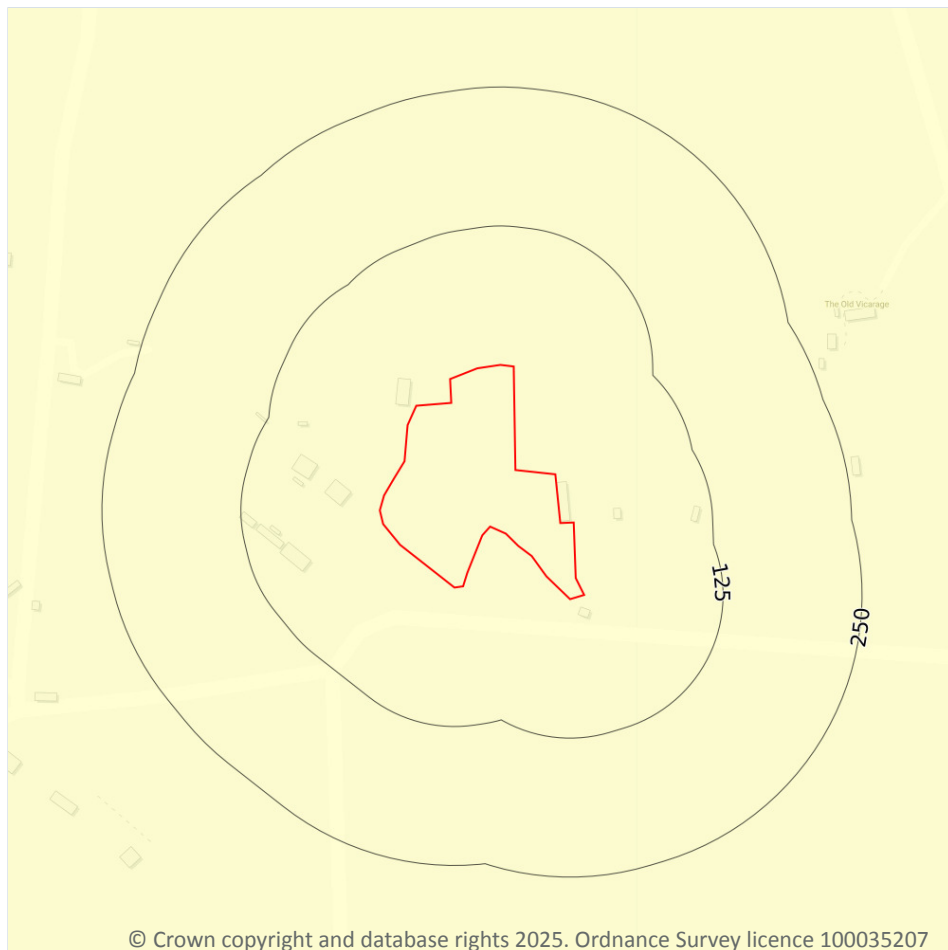 The Old Vicarage
125
250
© Crown copyright and database rights 2025. Ordnance Survey licence 100035207